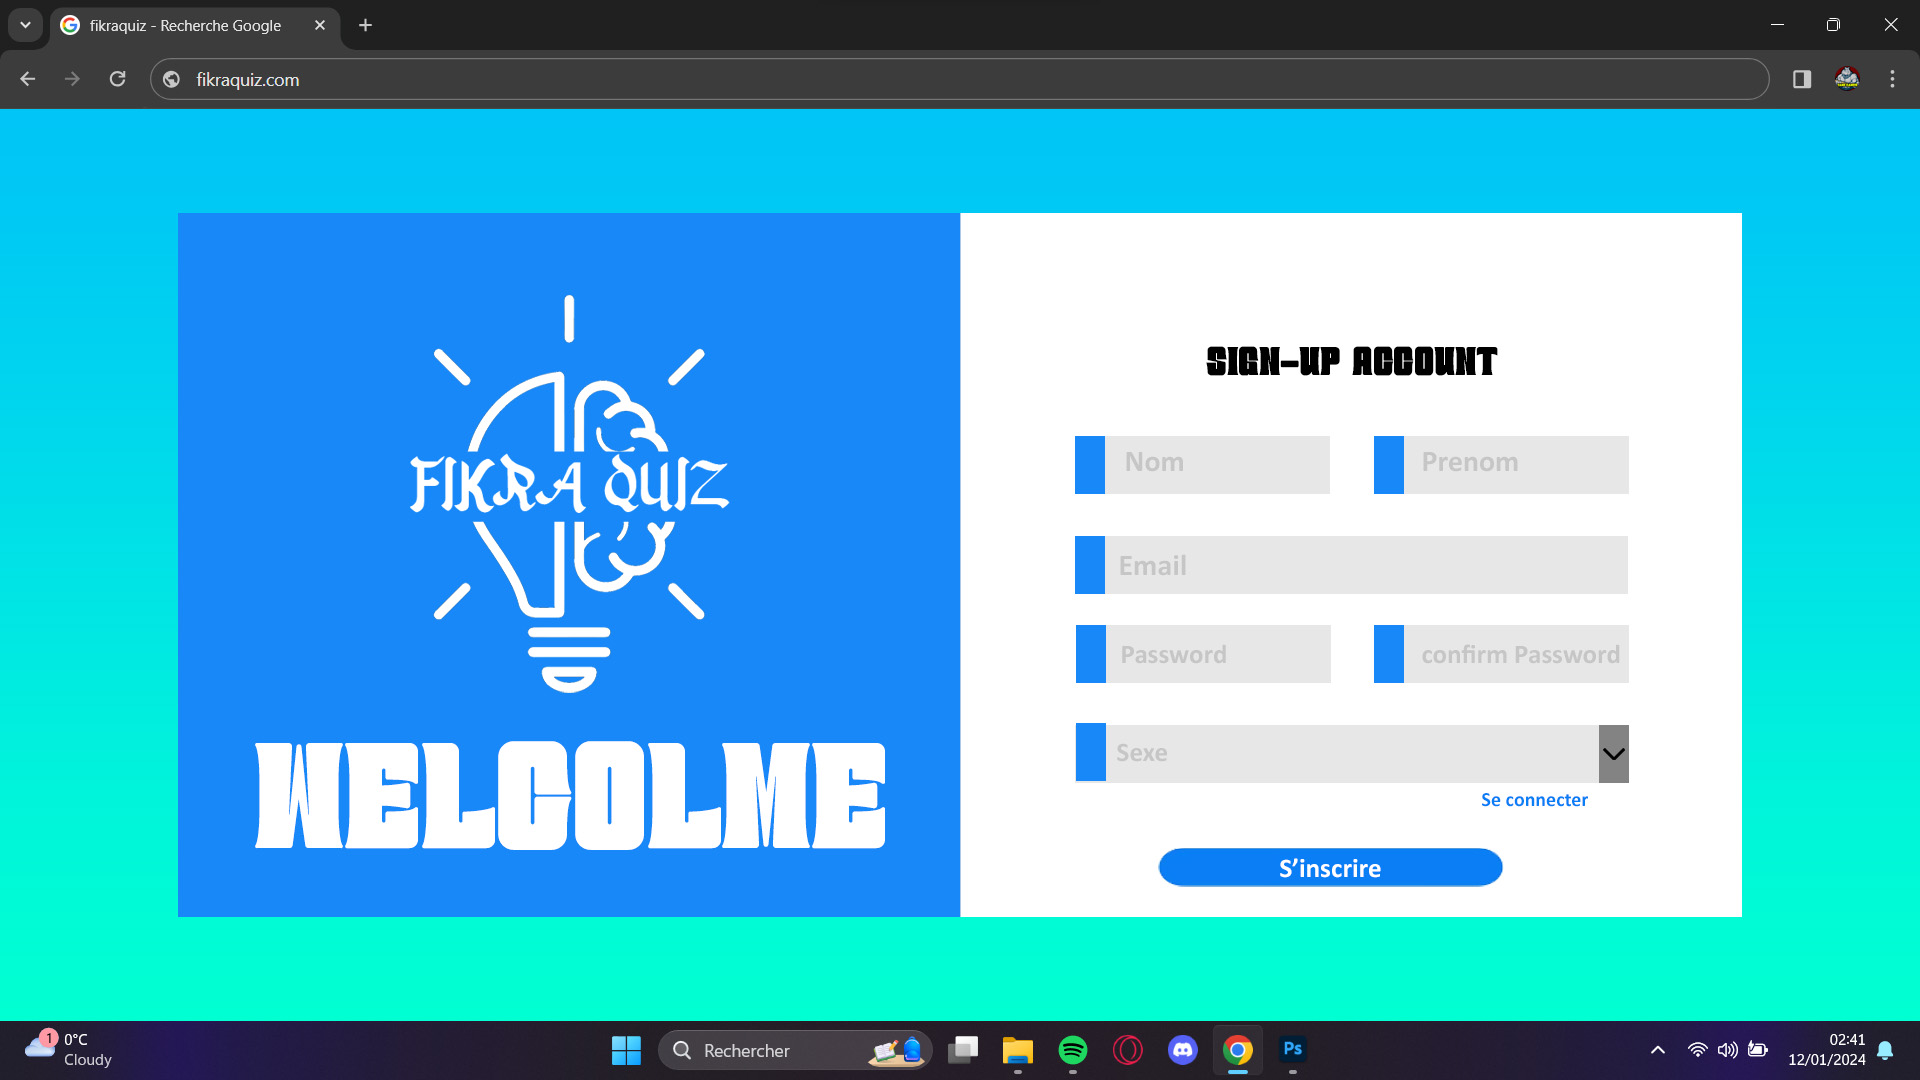 fikraquiz - Recherche Google
fikraquiz.com
FIKRA QUIZ
WELCOLME
SIGN-UP ACCOUNT
Nom
Prenom
Email
Password
confirm Password
Sexe
Se connecter
S’inscrire
1
0°C
Cloudy
Rechercher
Ps
02:41
12/01/2024